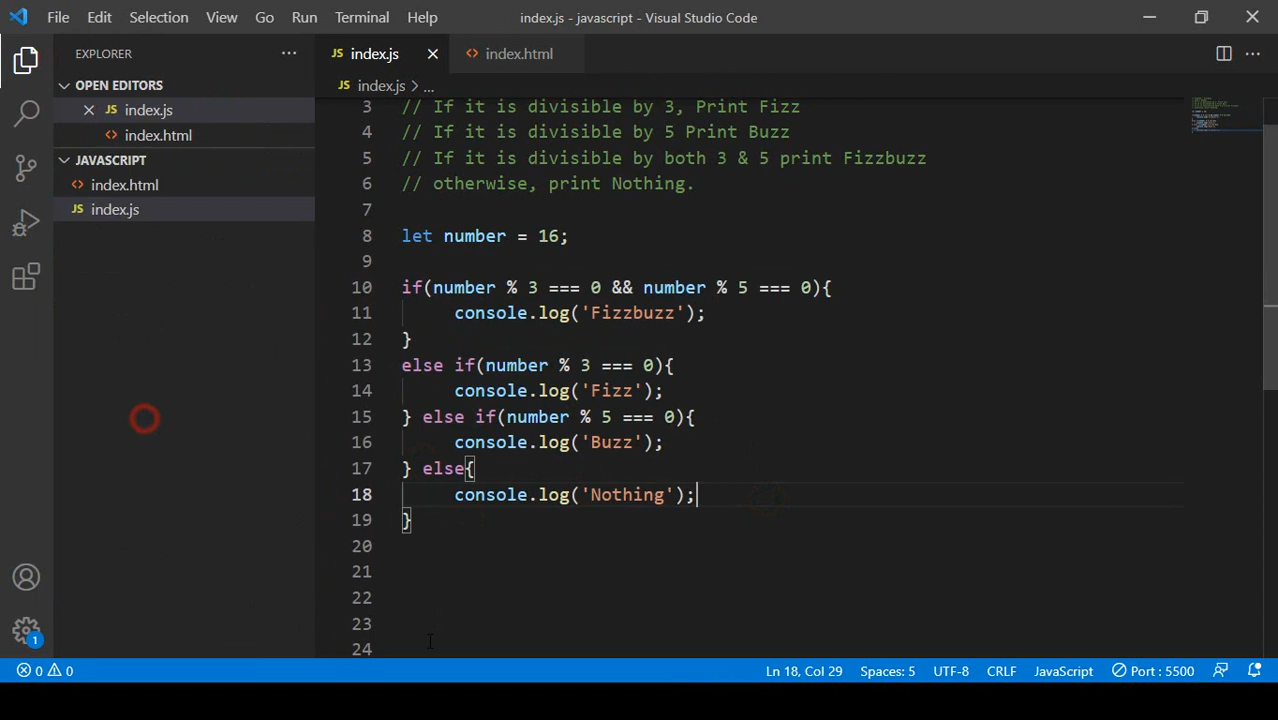 File Edit Selection View Go Run Terminal Help
index.js - javascript - Visual Studio Code
EXPLORER
OPEN EDITORS
index.js
index.html
JAVASCRIPT
index.html
JS index.js
1
JS index.js
index.html
JS index.js > ...
3 // If it is divisible by 3, Print Fizz
4 // If it is divisible by 5 Print Buzz
5 // If it is divisible by both 3 & 5 print Fizzbuzz
6 // otherwise, print Nothing.
7
8 let number = 16;
9
10 if(number % 3 === 0 && number % 5 === 0){
11 console.log('Fizzbuzz');
12 }
13 else if(number % 3 === 0){
14 console.log('Fizz');
15 } else if(number % 5 === 0){
16 console.log('Buzz');
17 } else{
18 console.log('Nothing');
19 }
20
21
22
23
24
0 0 Ln 18, Col 29 Spaces: 5 UTF-8 CRLF JavaScript Port : 5500